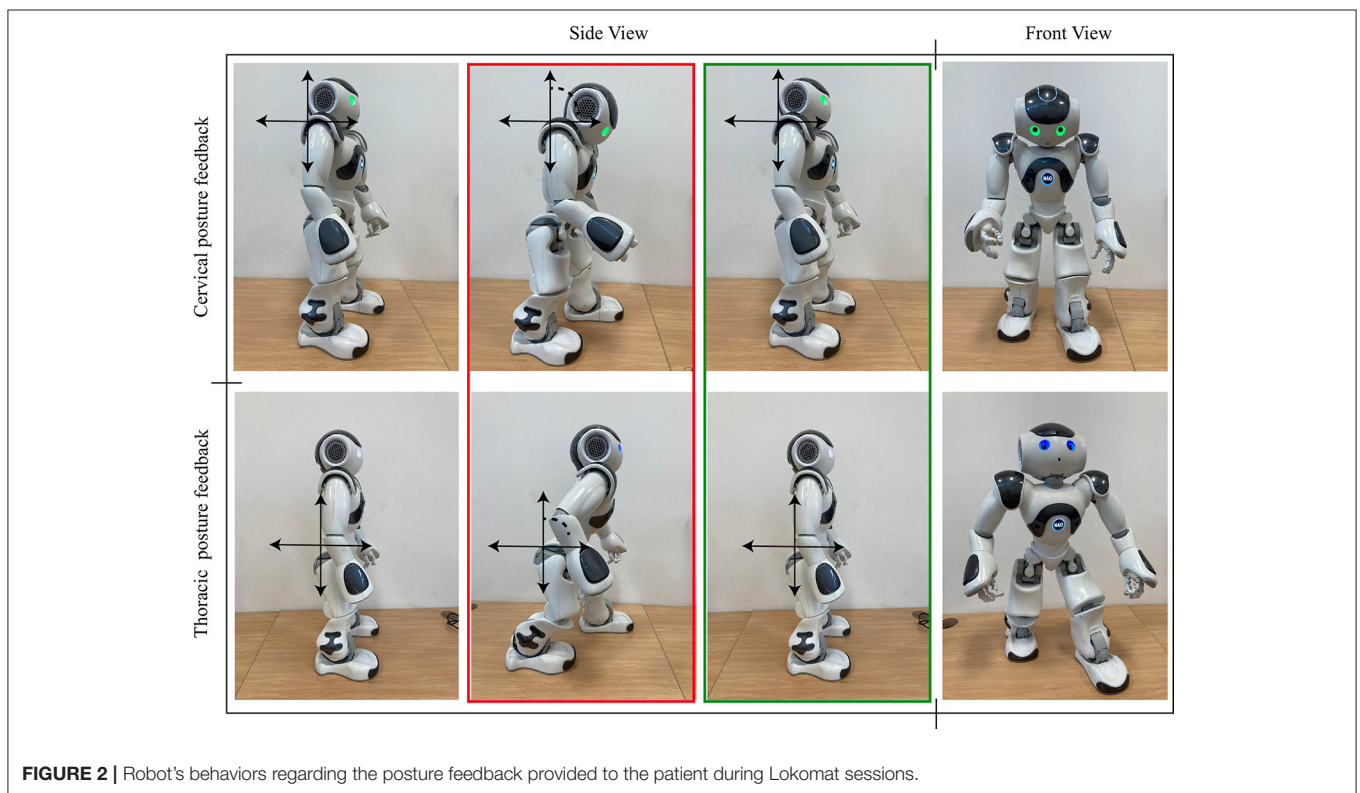 Side View
Front View
Cervical posture feedback
NAO
Thoracic posture feedback
NAO
FIGURE 2 | Robot's behaviors regarding the posture feedback provided to the patient during Lokomat sessions.